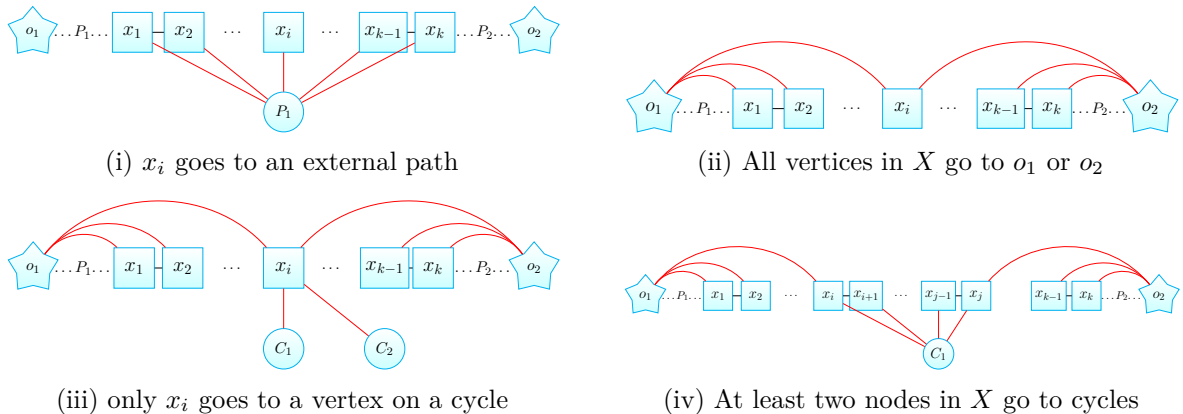 o₁ ...P₁... x₁ x₂ ... xᵢ ... xₖ₋₁ xₖ ...P₂... o₂
P₁
(i) xᵢ goes to an external path
o₁ ...P₁... x₁ x₂ ... xᵢ ... xₖ₋₁ xₖ ...P₂... o₂
(ii) All vertices in X go to o₁ or o₂
o₁ ...P₁... x₁ x₂ ... xᵢ ... xₖ₋₁ xₖ ...P₂... o₂
C₁ C₂
(iii) only xᵢ goes to a vertex on a cycle
o₁ ...P₁... x₁ x₂ ... xᵢ xᵢ₊₁ ... xⱼ₋₁ xⱼ ... xₖ₋₁ xₖ ...P₂... o₂
C₁
(iv) At least two nodes in X go to cycles